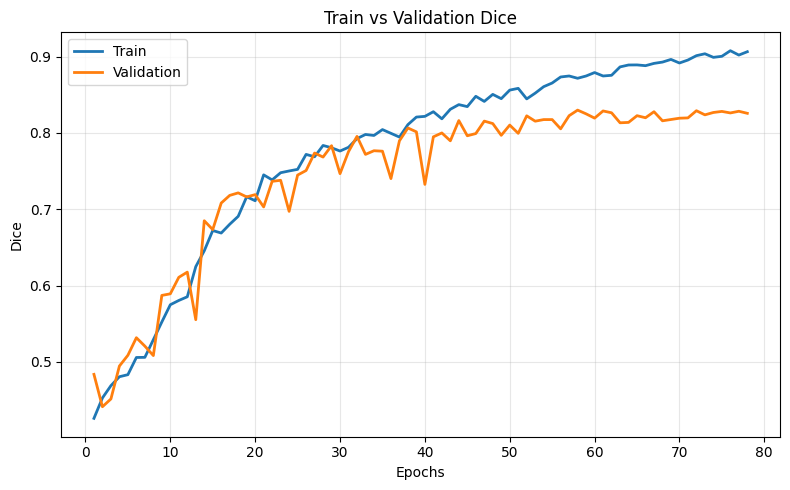 Train vs Validation Dice
Train
Validation
0.9
0.8
0.7
0.6
0.5
Dice
0 10 20 30 40 50 60 70 80
Epochs